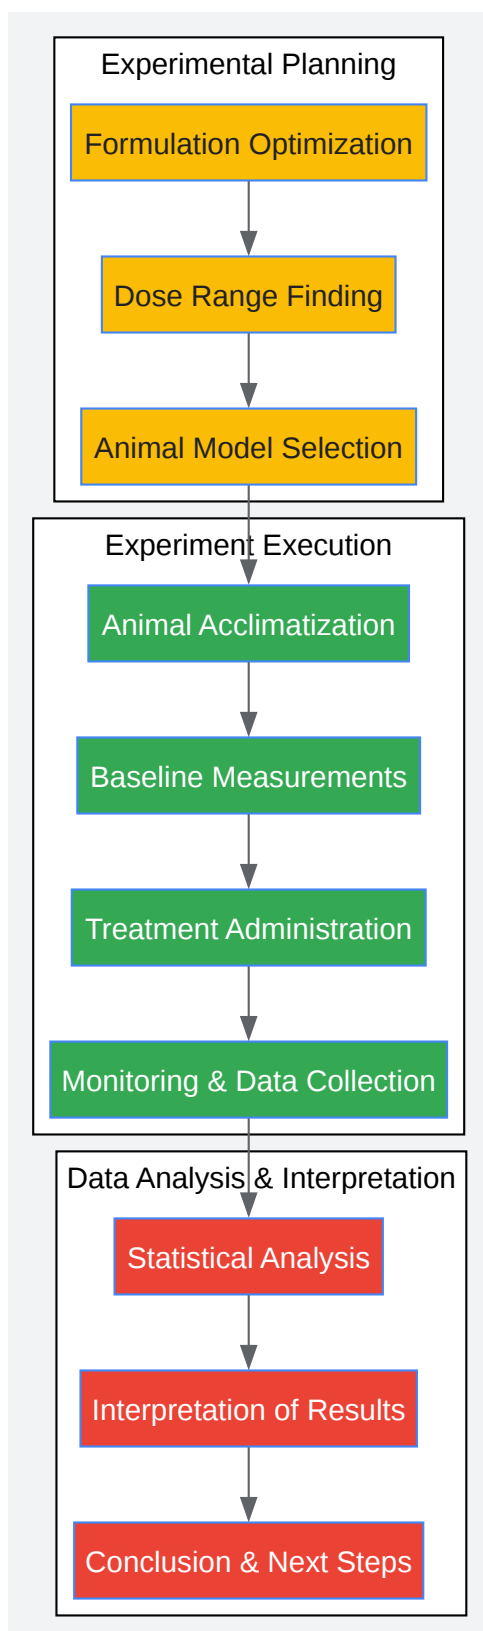 Experimental Planning
Formulation Optimization
Dose Range Finding
Animal Model Selection
Experiment Execution
Animal Acclimatization
Baseline Measurements
Treatment Administration
Monitoring & Data Collection
Data Analysis & Interpretation
Statistical Analysis
Interpretation of Results
Conclusion & Next Steps